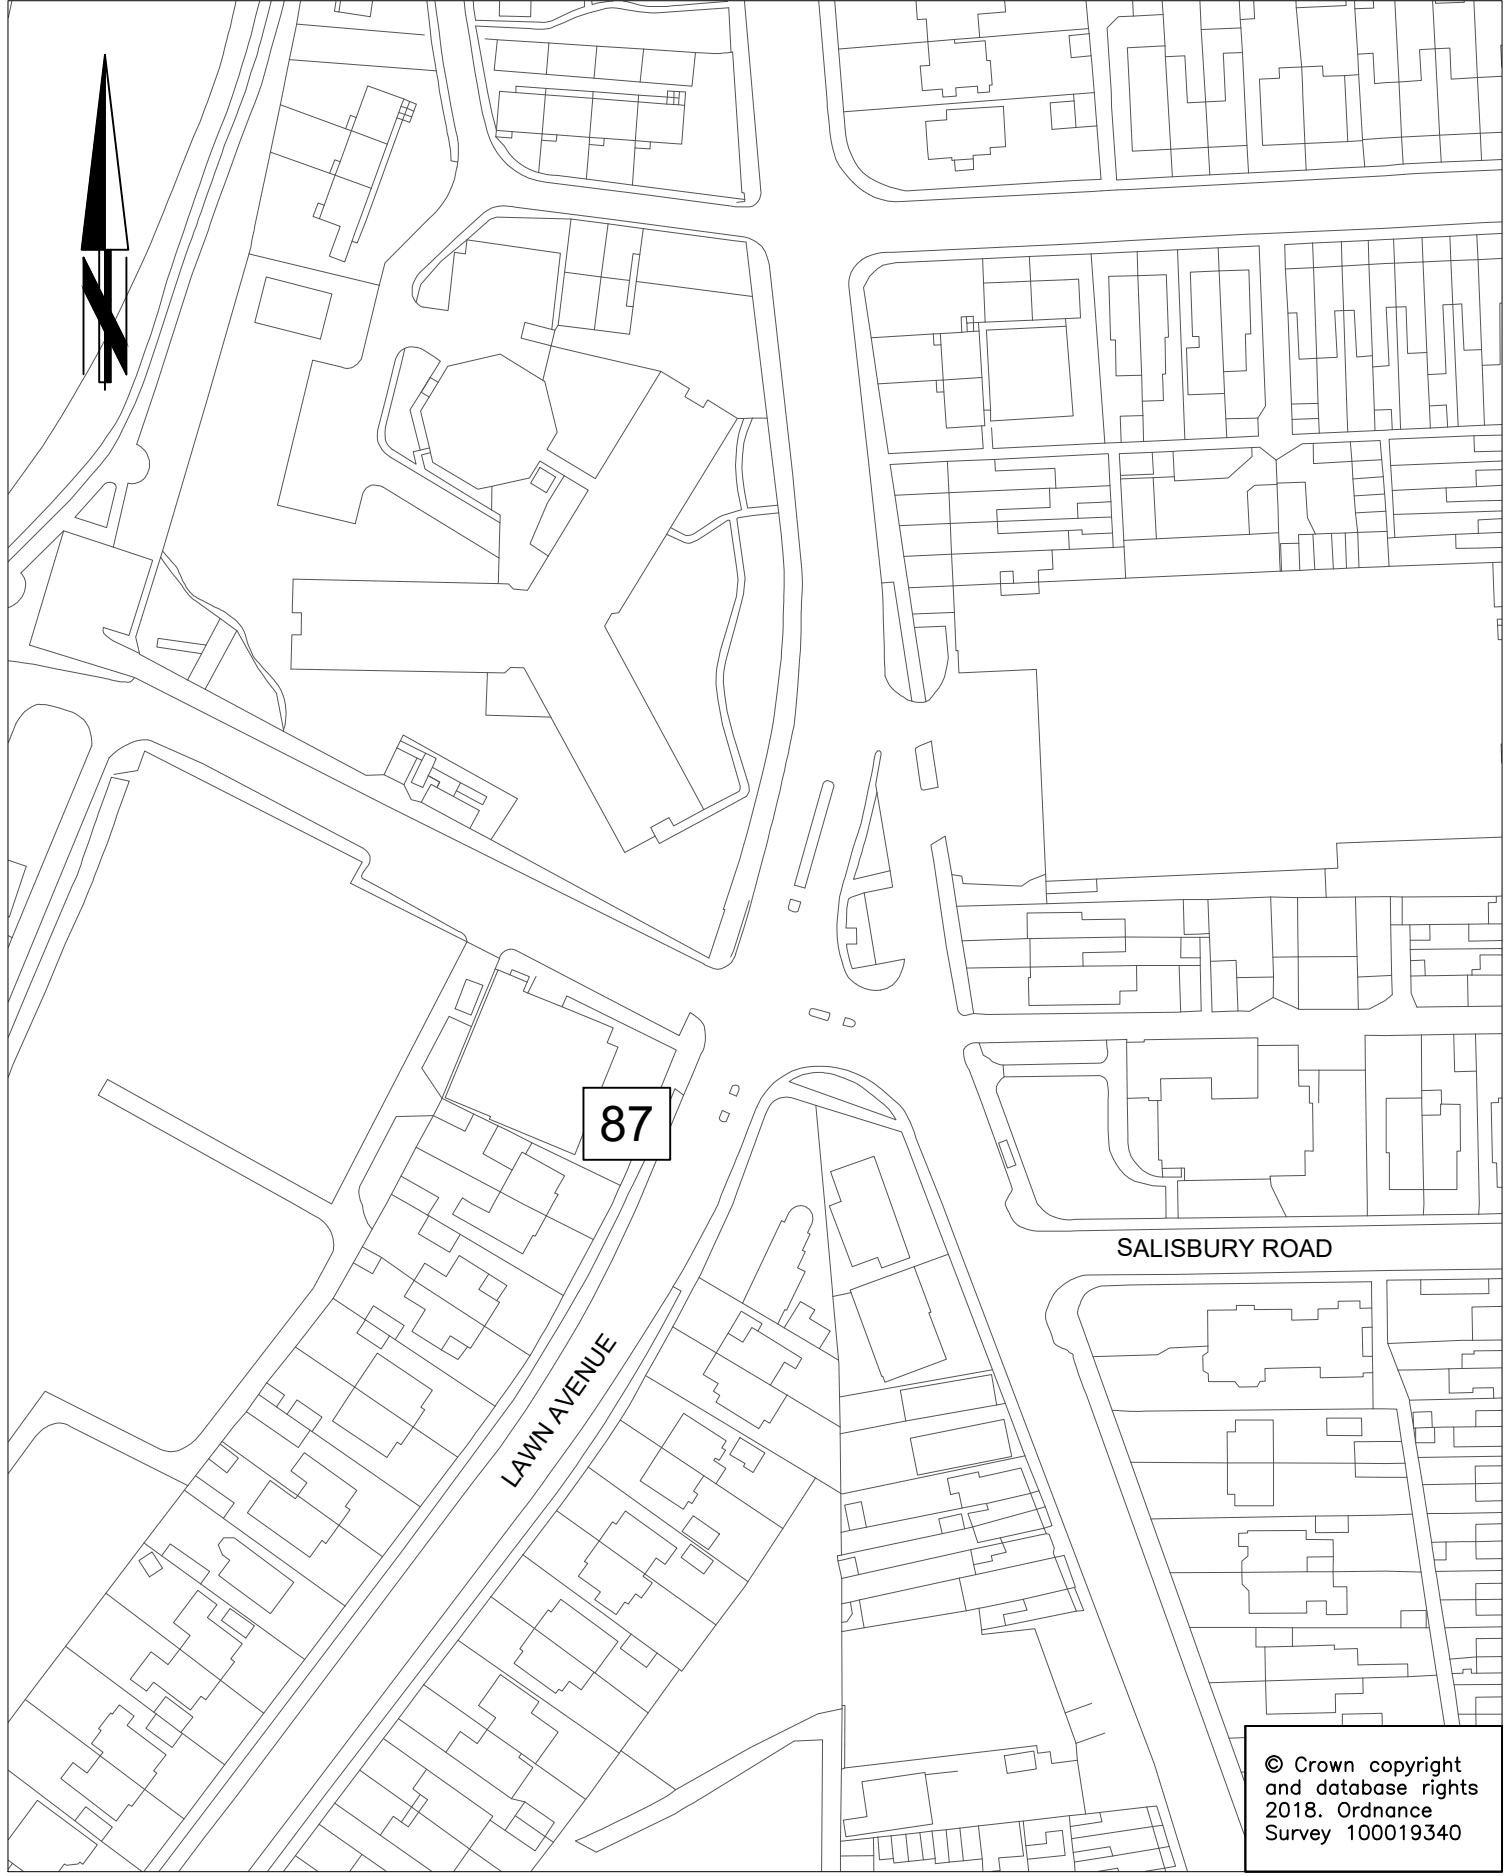 N
87
SALISBURY ROAD
LAWN AVENUE
© Crown copyright
and database rights
2018. Ordnance
Survey 100019340